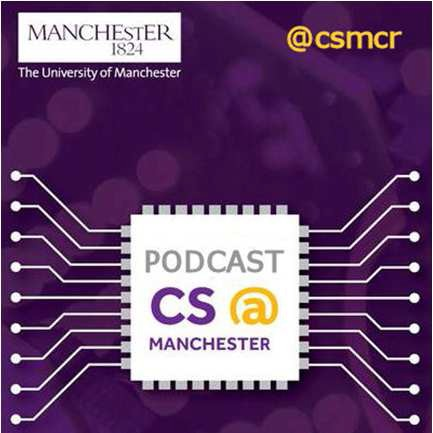 MANCHESTER
1824
The University of Manchester
@csmcr
PODCAST
CS @
MANCHESTER